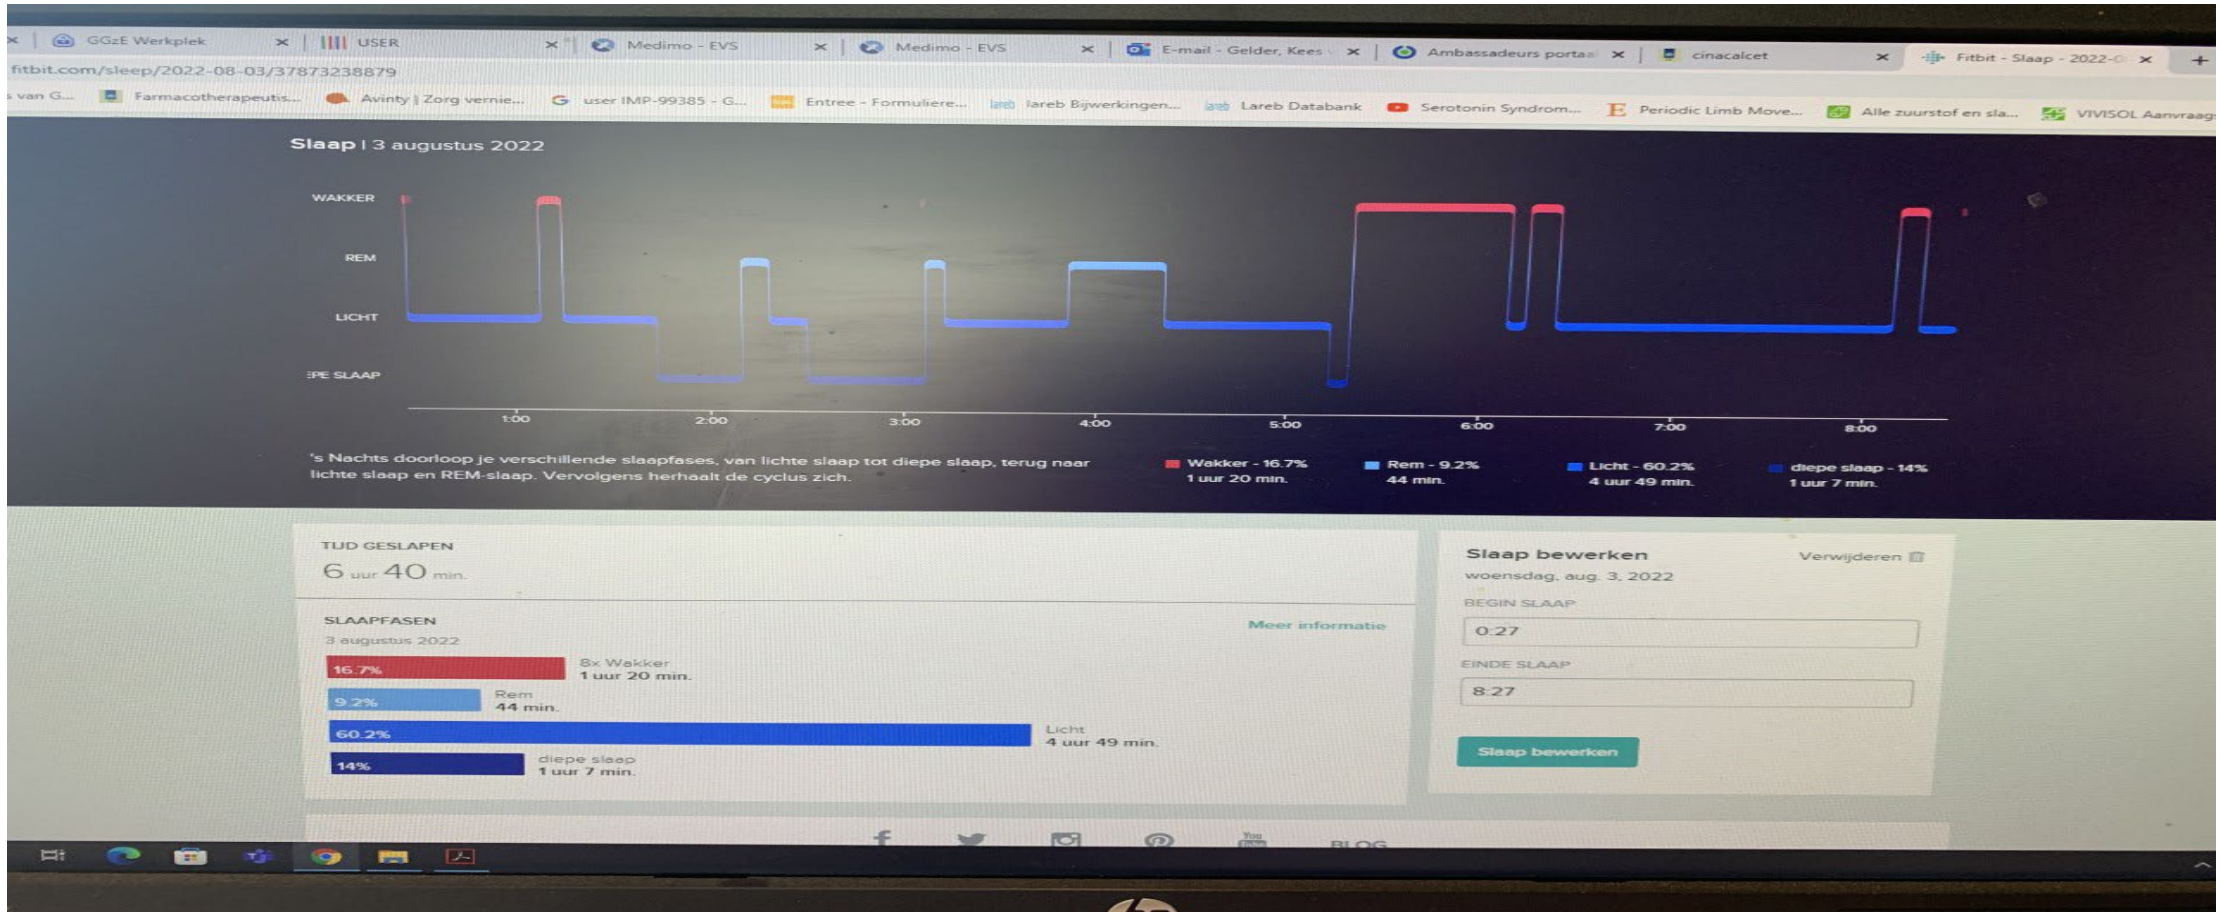 GGzE Werkplek
USER
Medimo - EVS
Medimo - EVS
E-mail - Gelder, Kees
Ambassadeurs portaa
cinacalcet
Fitbit - Slaap - 2022-0
fitbit.com/sleep/2022-08-03/37873238879
s van G...
Farmacotherapeutis...
Avinty | Zorg vernie...
user IMP-99385 - G...
Entree - Formuliere...
lareb Bijwerkingen...
Lareb Databank
Serotonin Syndrom...
Periodic Limb Move...
Alle zuurstof en sla...
VIVISOL Aanvraag
Slaap | 3 augustus 2022
WAKKER
REM
LICHT
EPE SLAAP
1:00 2:00 3:00 4:00 5:00 6:00 7:00 8:00
's Nachts doorloop je verschillende slaapfases, van lichte slaap tot diepe slaap, terug naar
lichte slaap en REM-slaap. Vervolgens herhaalt de cyclus zich.
Wakker - 16.7%
1 uur 20 min.
Rem - 9.2%
44 min.
Licht - 60.2%
4 uur 49 min.
diepe slaap - 14%
1 uur 7 min.
TIJD GESLAPEN
6 uur 40 min.
SLAAPFASEN
3 augustus 2022
Meer informatie
16.7%
8x Wakker
1 uur 20 min.
9.2%
Rem
44 min.
60.2%
Licht
4 uur 49 min.
14%
diepe slaap
1 uur 7 min.
Slaap bewerken
Verwijderen
woensdag, aug. 3, 2022
BEGIN SLAAP
0:27
EINDE SLAAP
8:27
Slaap bewerken
You
BLOG
hp